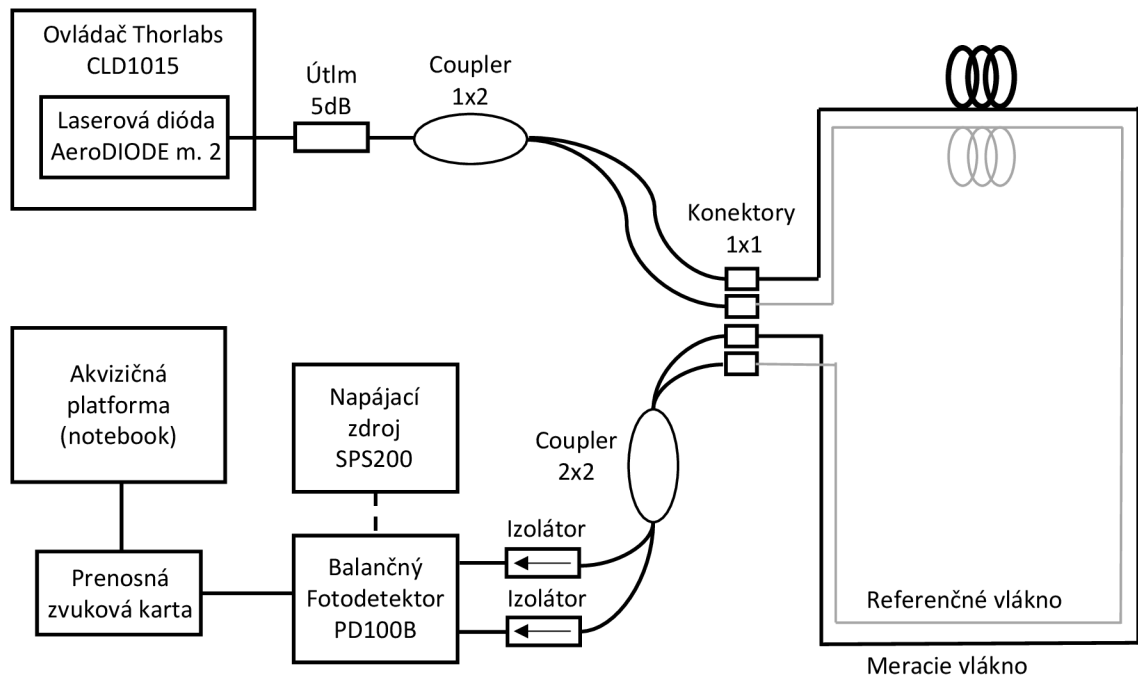 Ovládač Thorlabs
CLD1015
Laserová dióda
AeroDIODE m. 2
Útlm
5dB
Coupler
1x2
Konektory
1x1
Akvizičná
platforma
(notebook)
Napájací
zdroj
SPS200
Coupler
2x2
Izolátor
Izolátor
Prenosná
zvuková karta
Balančný
Fotodetektor
PD100B
Referenčné vlákno
Meracie vlákno